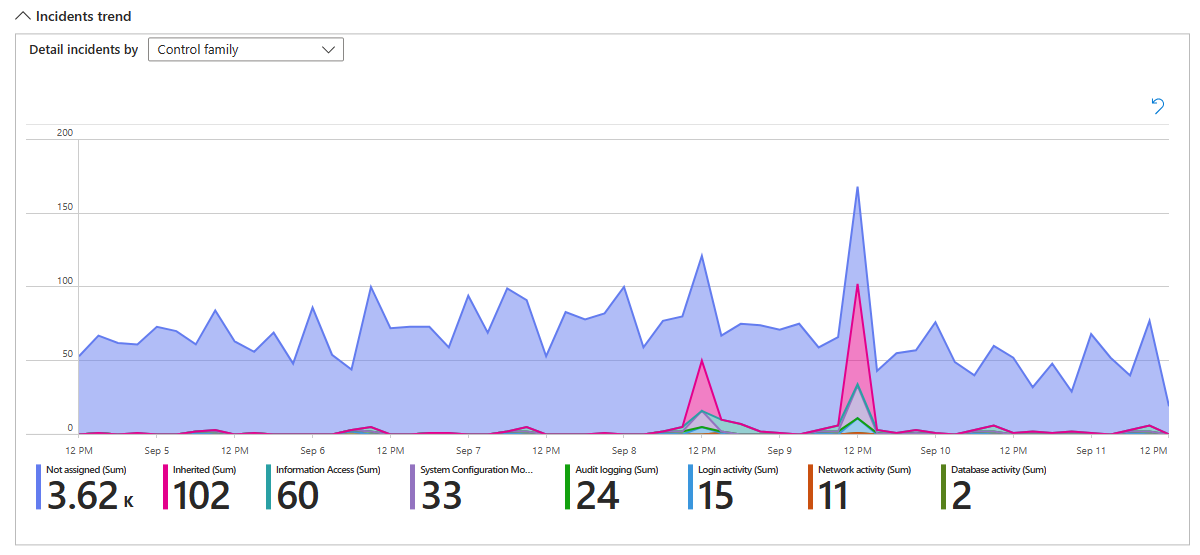 Incidents trend
Detail incidents by Control family
200
150
100
50
0
12 PM Sep 5 12 PM Sep 6 12 PM Sep 7 12 PM Sep 8 12 PM Sep 9 12 PM Sep 10 12 PM Sep 11 12 PM
Not assigned (Sum) Inherited (Sum) Information Access (Sum) System Configuration Mo... Audit logging (Sum) Login activity (Sum) Network activity (Sum) Database activity (Sum)
3.62 K 102 60 33 24 15 11 2